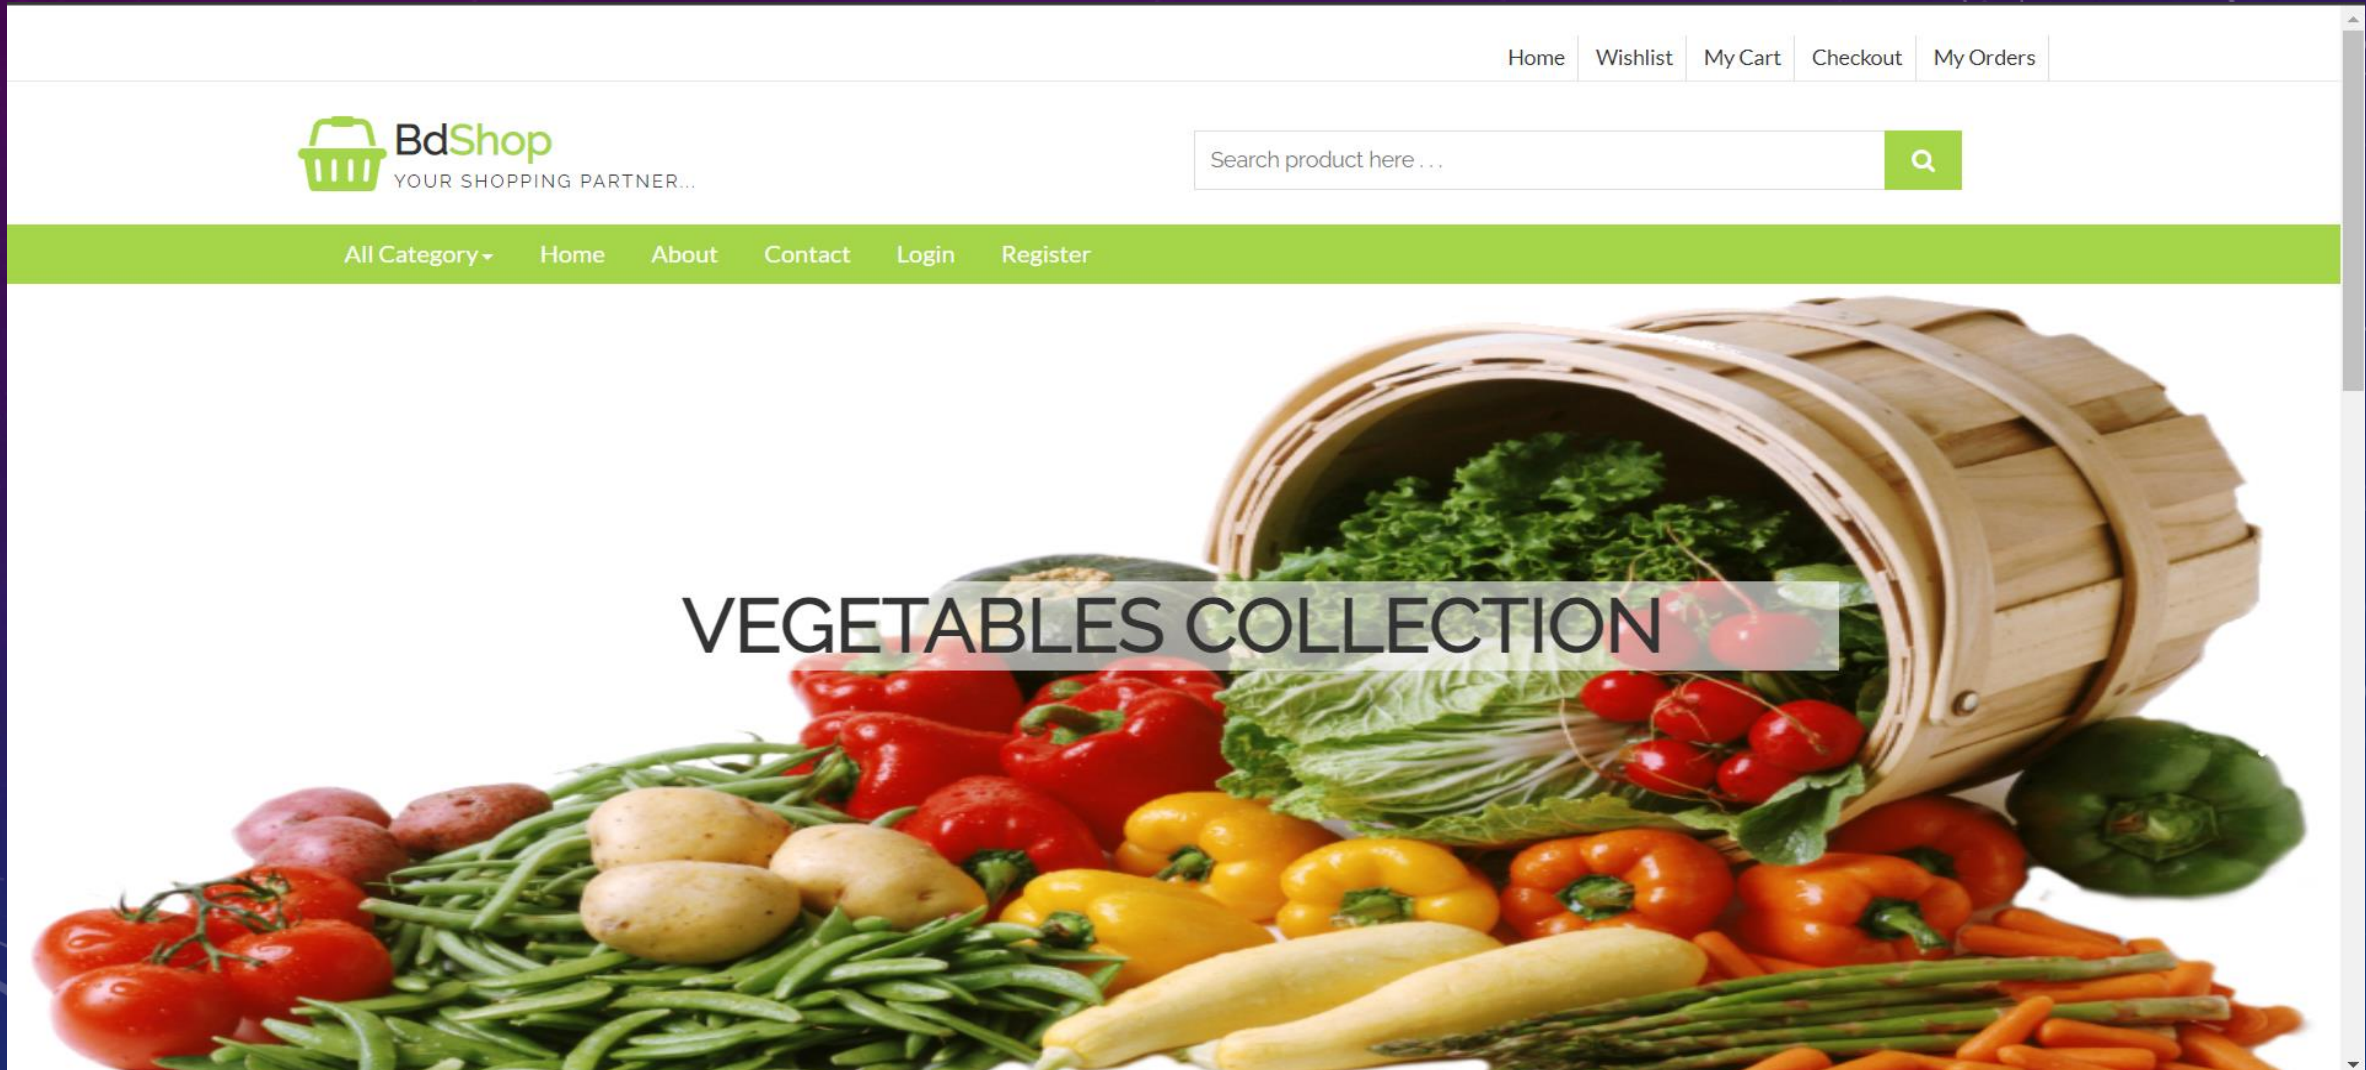 Home Wishlist My Cart Checkout My Orders
BdShop
YOUR SHOPPING PARTNER...
Search product here . . .
All Category Home About Contact Login Register
VEGETABLES COLLECTION